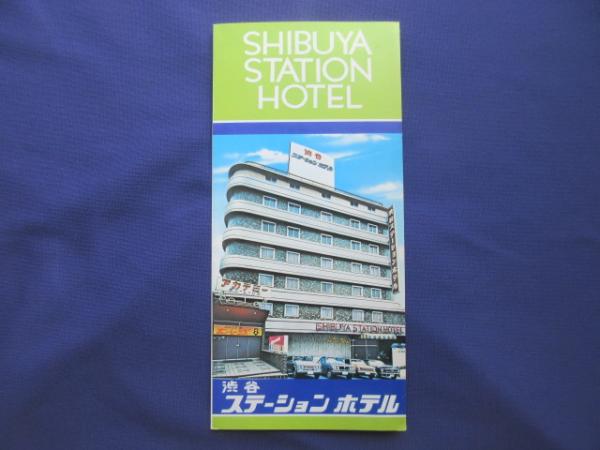 SHIBUYA
STATION
HOTEL
渋谷
ステーション ホテル
アカデミー
8
SHIBUYA STATION HOTEL
渋谷
ステーション ホテル